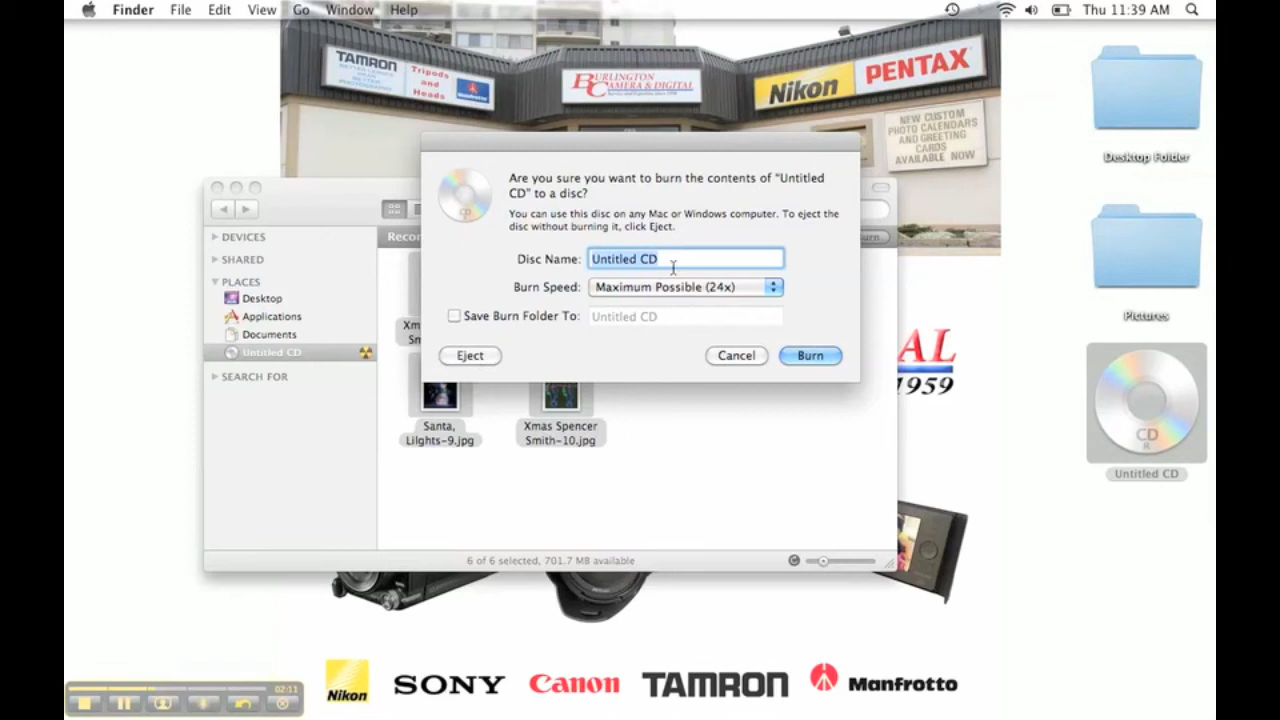 Finder File Edit View Go Window Help
Thu 11:39 AM
TAMRON
Tripods
and
Heads
BURLINGTON
CAMERA & DIGITAL
Nikon
PENTAX
NEW CUSTOM
PHOTO CALENDARS
AND GREETING
CARDS
AVAILABLE NOW
Desktop Folder
Pictures
CD
R
Untitled CD
AL
1959
CD
Are you sure you want to burn the contents of "Untitled
CD" to a disc?
You can use this disc on any Mac or Windows computer. To eject the
disc without burning it, click Eject.
Disc Name: Untitled CD
Burn Speed: Maximum Possible (24x)
Save Burn Folder To: Untitled CD
Eject Cancel Burn
Recor
Burn
DEVICES
SHARED
PLACES
Desktop
Applications
Documents
Untitled CD
SEARCH FOR
Xm
Sn
Santa,
Lilghts-9.jpg
Xmas Spencer
Smith-10.jpg
6 of 6 selected, 701.7 MB available
02:11
Nikon SONY Canon TAMRON Manfrotto